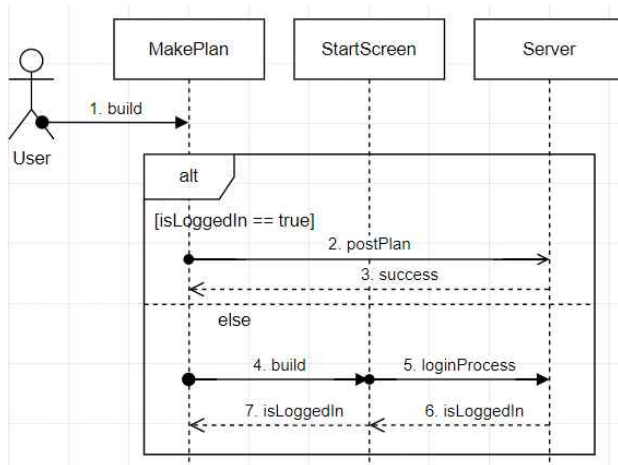 MakePlan
StartScreen
Server
1. build
User
alt
[isLoggedIn == true]
2. postPlan
3. success
else
4. build
5. loginProcess
7. isLoggedIn
6. isLoggedIn